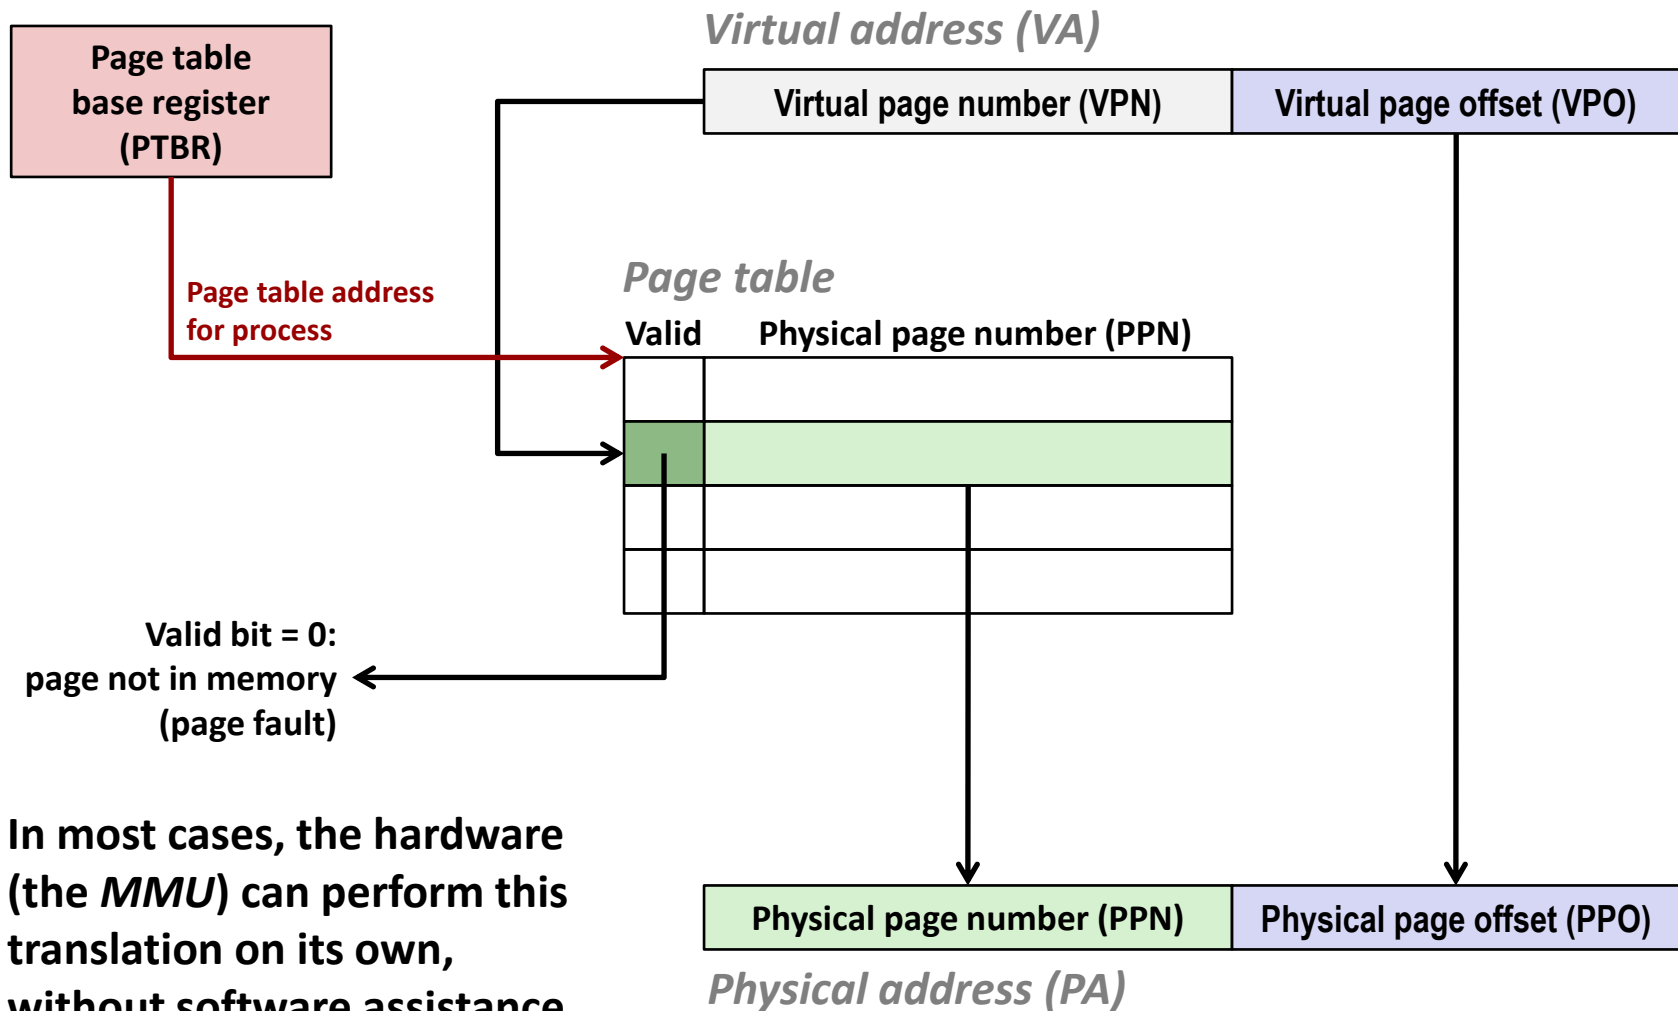 Virtual address (VA)
Page table
base register
(PTBR)
Virtual page number (VPN)
Virtual page offset (VPO)
Page table address
for process
Page table
Valid
Physical page number (PPN)
Valid bit = 0:
page not in memory
(page fault)
In most cases, the hardware
(the MMU) can perform this
translation on its own,
without software assistance
Physical page number (PPN)
Physical page offset (PPO)
Physical address (PA)